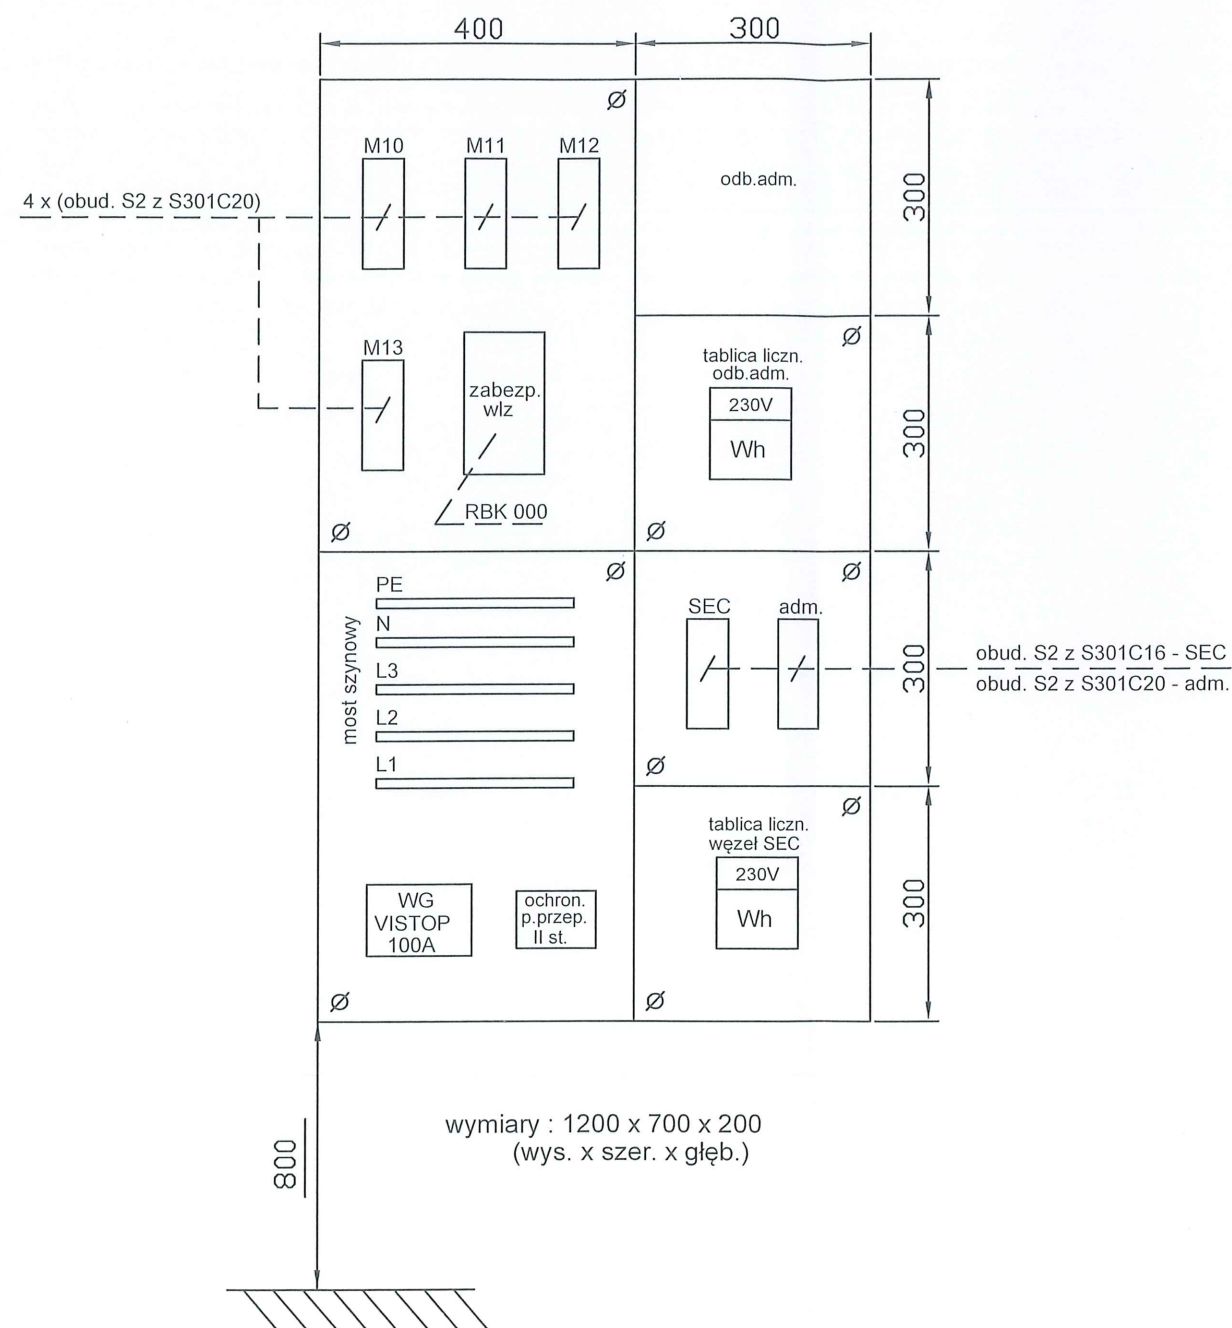 400
300
Ø
M10
M11
M12
odb.adm.
300
4 x (obud. S2 z S301C20)
M13
zabezp.
wlz
RBK 000
Ø
Ø
tablica liczn.
odb.adm.
230V
Wh
300
Ø
Ø
PE
N
L3
L2
L1
most szynowy
Ø
SEC
adm.
300
obud. S2 z S301C16 - SEC
obud. S2 z S301C20 - adm.
Ø
WG
VISTOP
100A
ochron.
p.przep.
II st.
Ø
Ø
tablica liczn.
węzeł SEC
230V
Wh
300
Ø
wymiary : 1200 x 700 x 200
(wys. x szer. x głęb.)
800